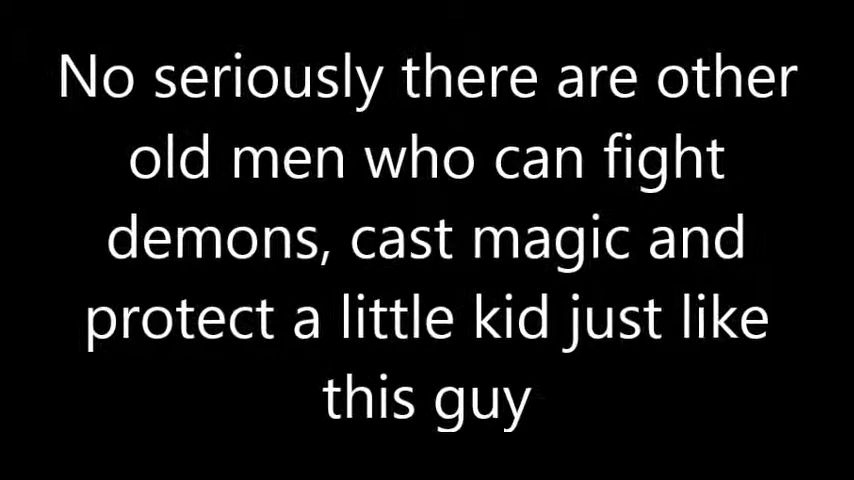 No seriously there are other
old men who can fight
demons, cast magic and
protect a little kid just like
this guy